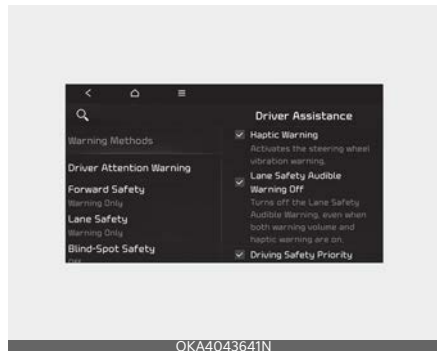 Driver Assistance
Warning Methods
Driver Attention Warning
Forward Safety
Warning Only
Lane Safety
Warning Only
Blind-Spot Safety
Off
Haptic Warning
Activates the steering wheel
vibration warning.
Lane Safety Audible
Warning Off
Turns off the Lane Safety
Audible Warning, even when
both warning volume and
haptic warning are on.
Driving Safety Priority
OKA4043641N